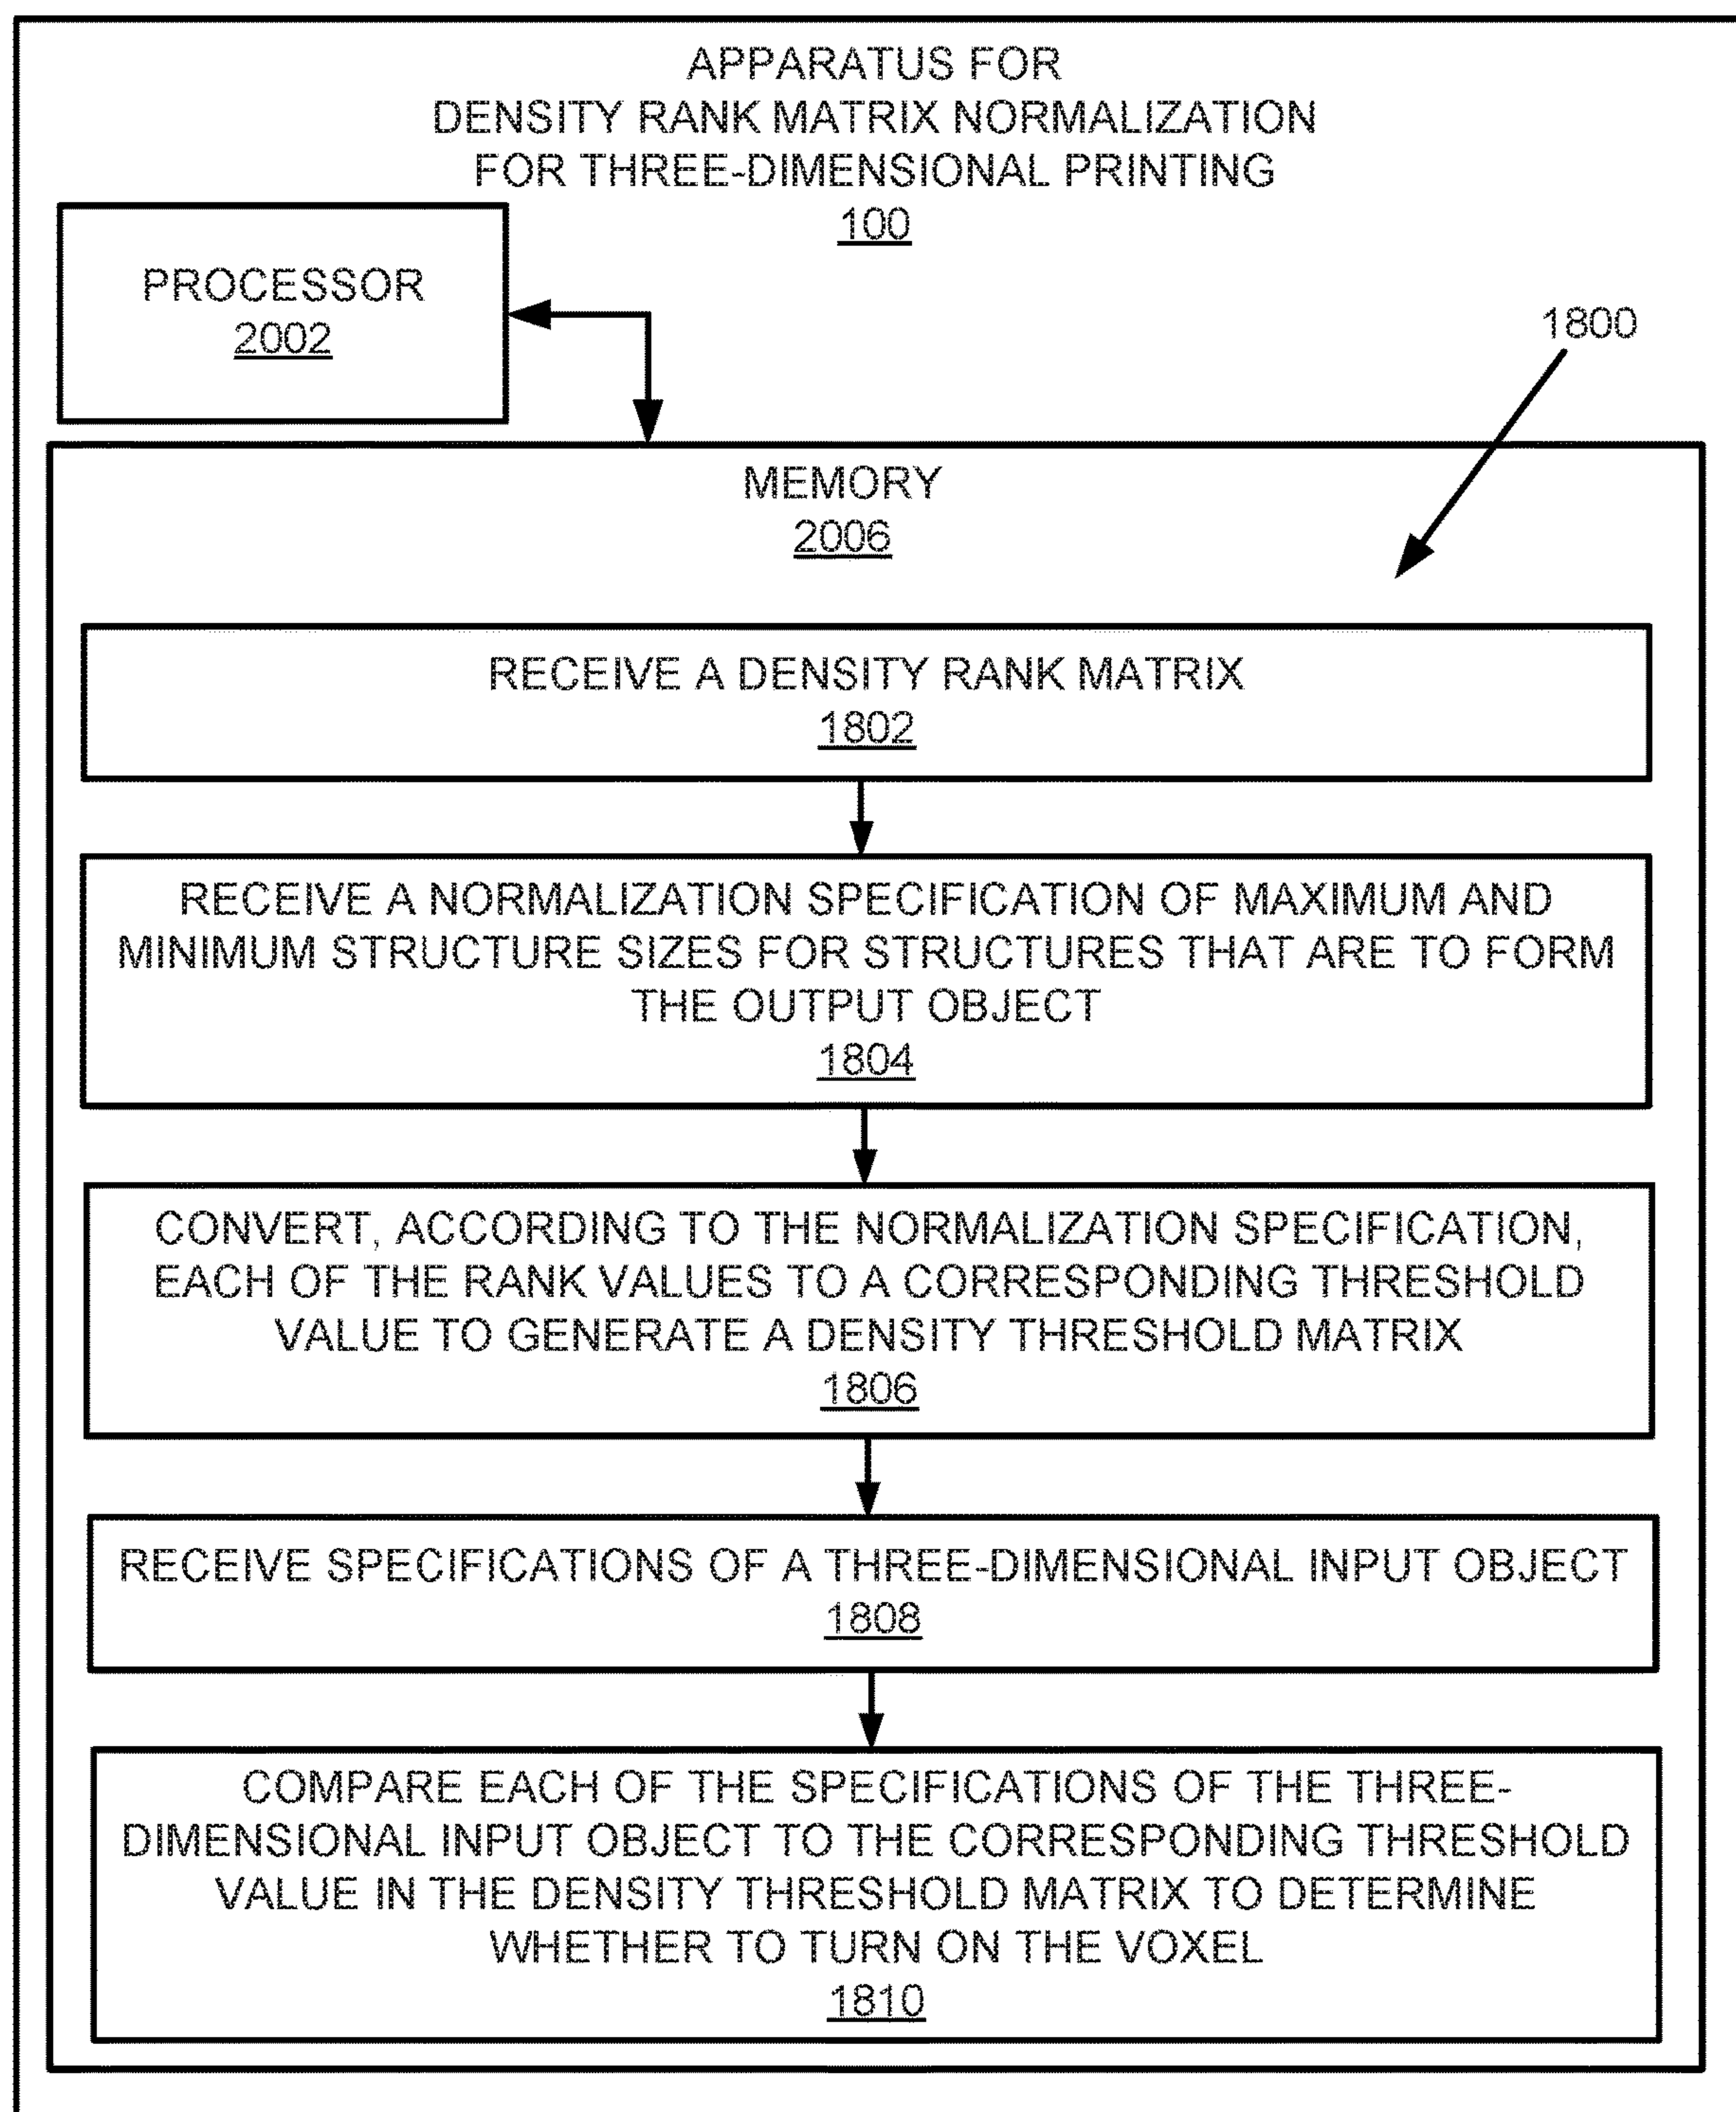 APPARATUS FOR
DENSITY RANK MATRIX NORMALIZATION
FOR THREE-DIMENSIONAL PRINTING
100
PROCESSOR
2002
1800
MEMORY
2006
RECEIVE A DENSITY RANK MATRIX
1802
RECEIVE A NORMALIZATION SPECIFICATION OF MAXIMUM AND
MINIMUM STRUCTURE SIZES FOR STRUCTURES THAT ARE TO FORM
THE OUTPUT OBJECT
1804
CONVERT, ACCORDING TO THE NORMALIZATION SPECIFICATION,
EACH OF THE RANK VALUES TO A CORRESPONDING THRESHOLD
VALUE TO GENERATE A DENSITY THRESHOLD MATRIX
1806
RECEIVE SPECIFICATIONS OF A THREE-DIMENSIONAL INPUT OBJECT
1808
COMPARE EACH OF THE SPECIFICATIONS OF THE THREE-
DIMENSIONAL INPUT OBJECT TO THE CORRESPONDING THRESHOLD
VALUE IN THE DENSITY THRESHOLD MATRIX TO DETERMINE
WHETHER TO TURN ON THE VOXEL
1810